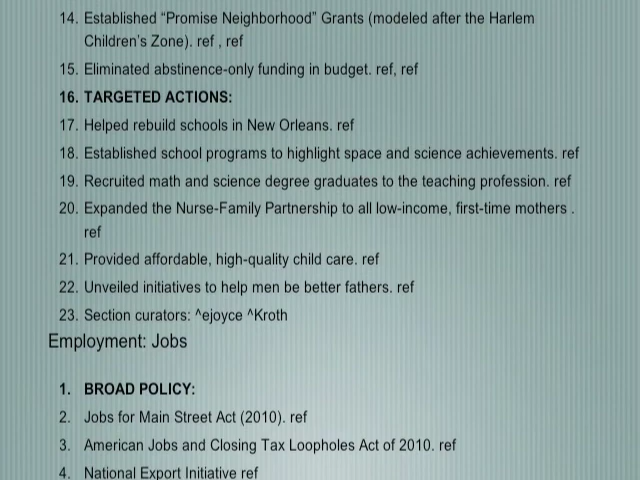 14. Established “Promise Neighborhood” Grants (modeled after the Harlem
Children's Zone). ref , ref
15. Eliminated abstinence-only funding in budget. ref, ref
16. TARGETED ACTIONS:
17. Helped rebuild schools in New Orleans. ref
18. Established school programs to highlight space and science achievements. ref
19. Recruited math and science degree graduates to the teaching profession. ref
20. Expanded the Nurse-Family Partnership to all low-income, first-time mothers .
ref
21. Provided affordable, high-quality child care. ref
22. Unveiled initiatives to help men be better fathers. ref
23. Section curators: ^ejoyce ^Kroth
Employment: Jobs
1. BROAD POLICY:
2. Jobs for Main Street Act (2010). ref
3. American Jobs and Closing Tax Loopholes Act of 2010. ref
4. National Export Initiative ref